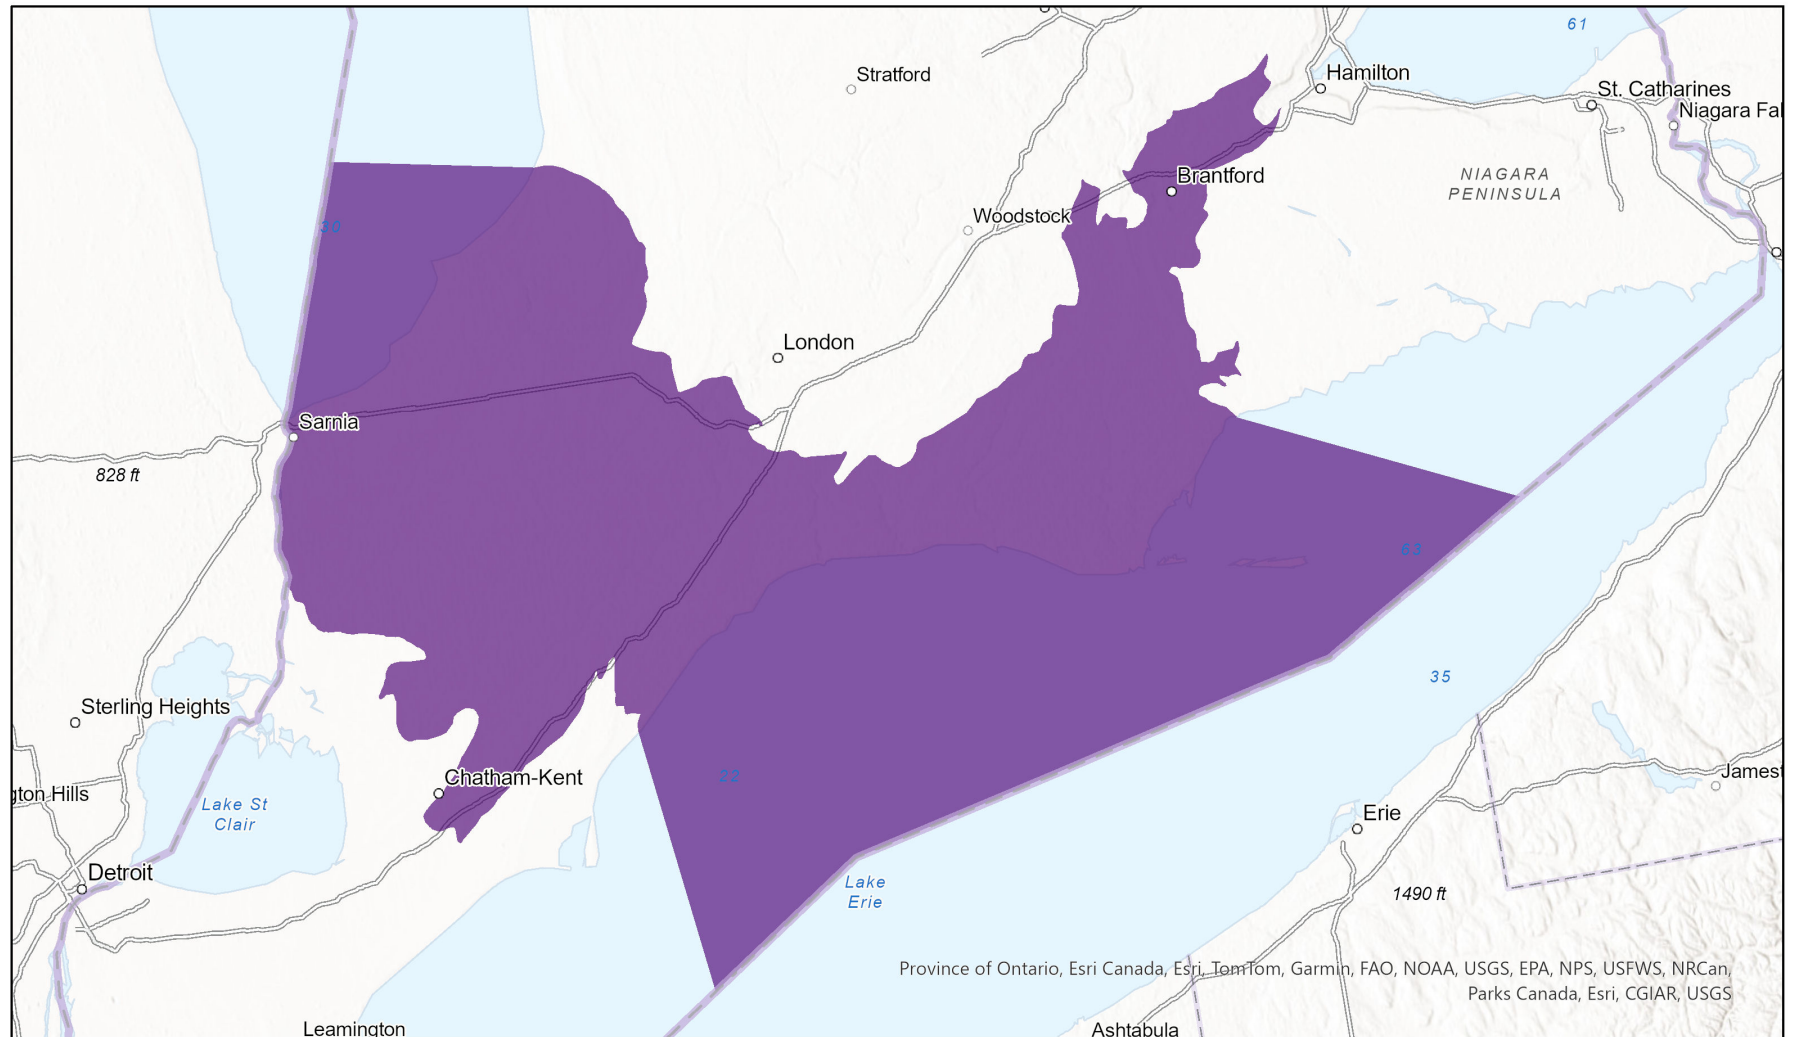 61
Stratford
Hamilton
St. Catharines
Niagara Fal
NIAGARA
PENINSULA
Brantford
Woodstock
30
London
Sarnia
828 ft
63
35
Sterling Heights
22
Chatham-Kent
gton Hills
Lake St
Clair
Jamest
Erie
Detroit
Lake
Erie
1490 ft
Province of Ontario, Esri Canada, Esri, TomTom, Garmin, FAO, NOAA, USGS, EPA, NPS, USFWS, NRCan,
Parks Canada, Esri, CGIAR, USGS
Leamington
Ashtabula